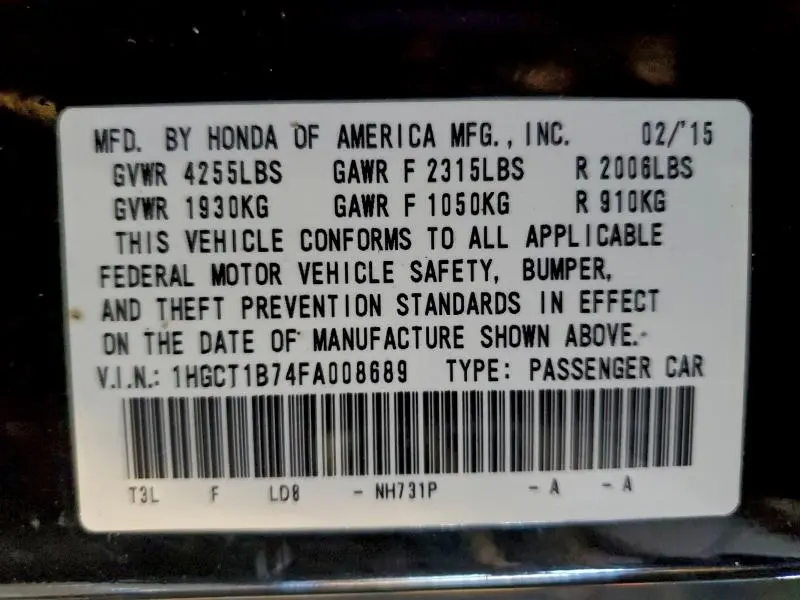 MFD. BY HONDA OF AMERICA MFG., INC. 02/'15
GVWR 4255LBS GAWR F 2315LBS R 2006LBS
GVWR 1930KG GAWR F 1050KG R 910KG
THIS VEHICLE CONFORMS TO ALL APPLICABLE
FEDERAL MOTOR VEHICLE SAFETY, BUMPER,
AND THEFT PREVENTION STANDARDS IN EFFECT
ON THE DATE OF MANUFACTURE SHOWN ABOVE.
V.I.N.: 1HGCT1B74FA008689 TYPE: PASSENGER CAR
T3L F LD8 - NH731P - A - A